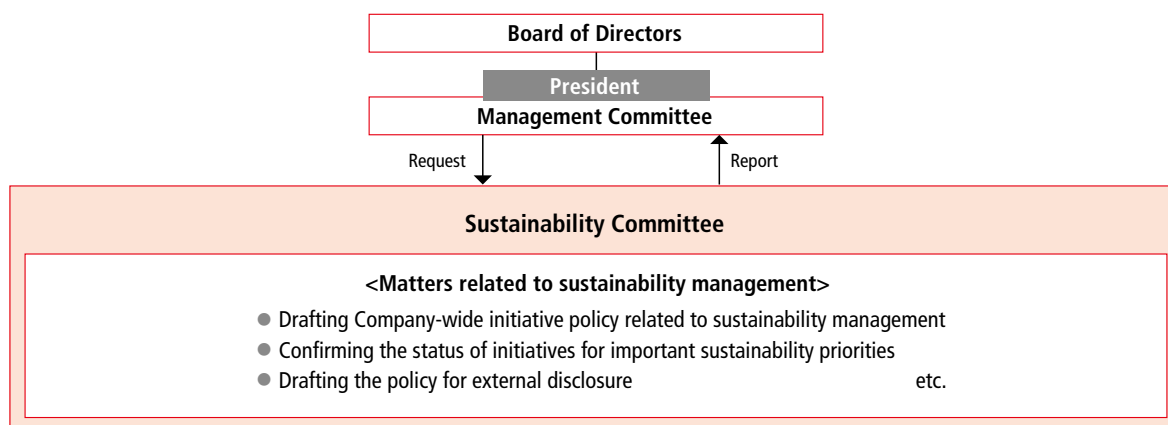 Board of Directors
President
Management Committee
Request
Report
Sustainability Committee
<Matters related to sustainability management>
● Drafting Company-wide initiative policy related to sustainability management
● Confirming the status of initiatives for important sustainability priorities
● Drafting the policy for external disclosure etc.